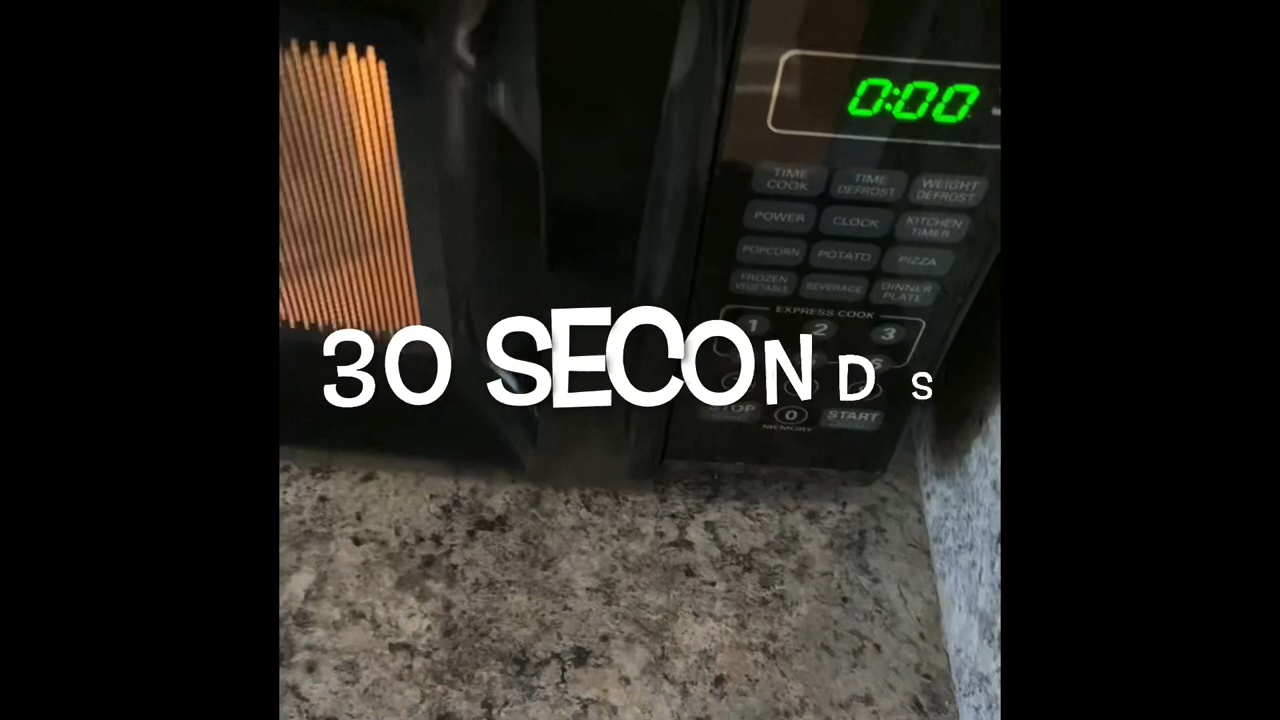 0:00
TIME COOK
TIME DEFROST
WEIGHT DEFROST
POWER
CLOCK
KITCHEN TIMER
POPCORN
POTATO
PIZZA
FROZEN VEGETABLE
BEVERAGE
DINNER PLATE
EXPRESS COOK
1 2 3
30 SECONDS
6
STOP
0
START
MEMORY